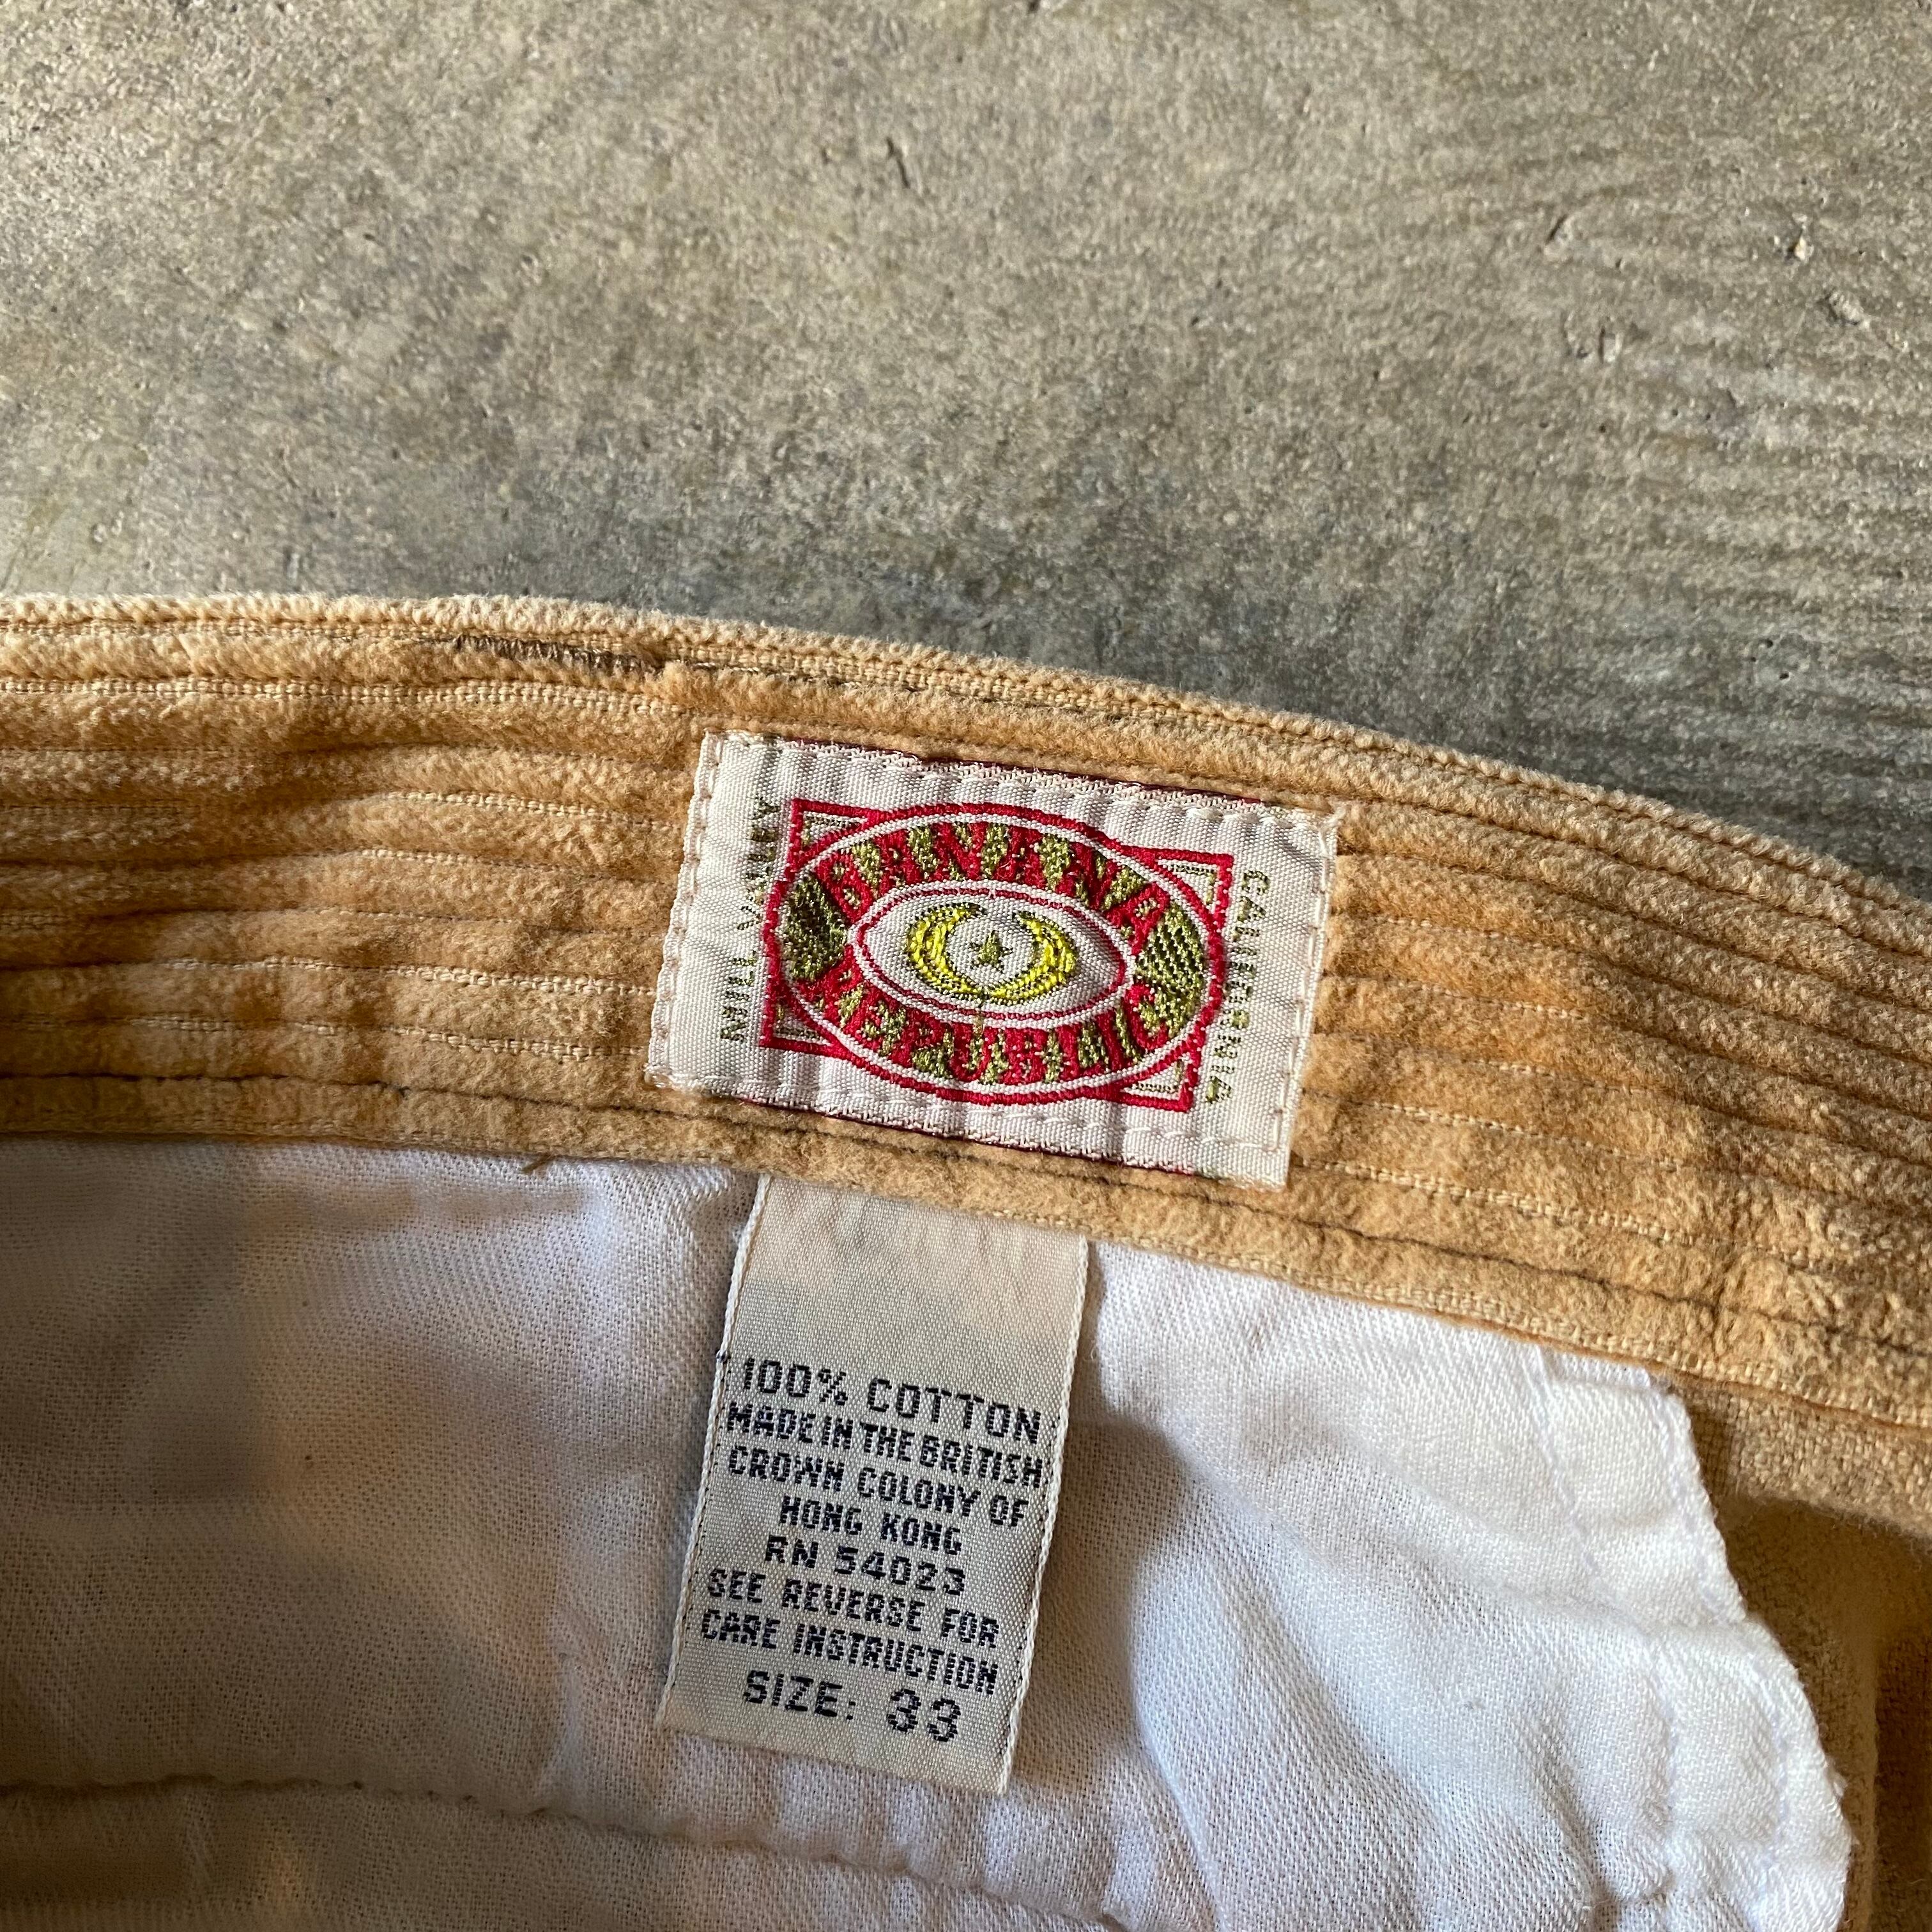 MILL VALLEY
BANANA
REPUBLIC
CALIFORNIA
100% COTTON
MADE IN THE BRITISH
CROWN COLONY OF
HONG KONG
RN 54023
SEE REVERSE FOR
CARE INSTRUCTION
SIZE: 33